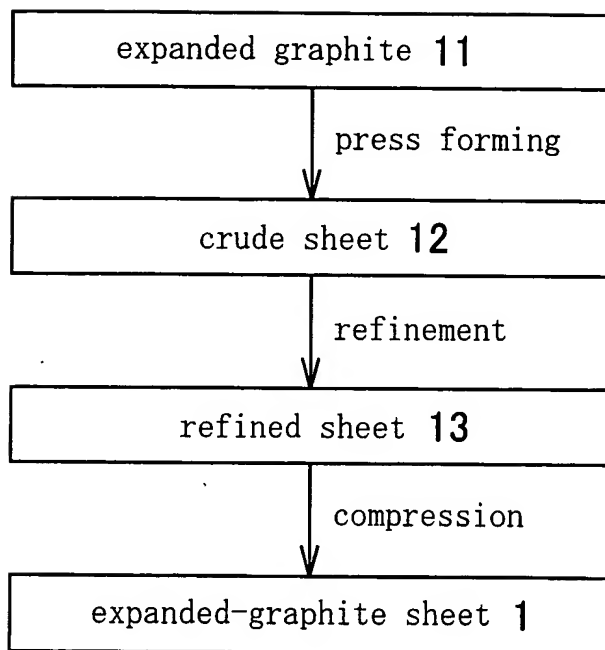 expanded graphite 11
press forming
crude sheet 12
refinement
refined sheet 13
compression
expanded-graphite sheet 1